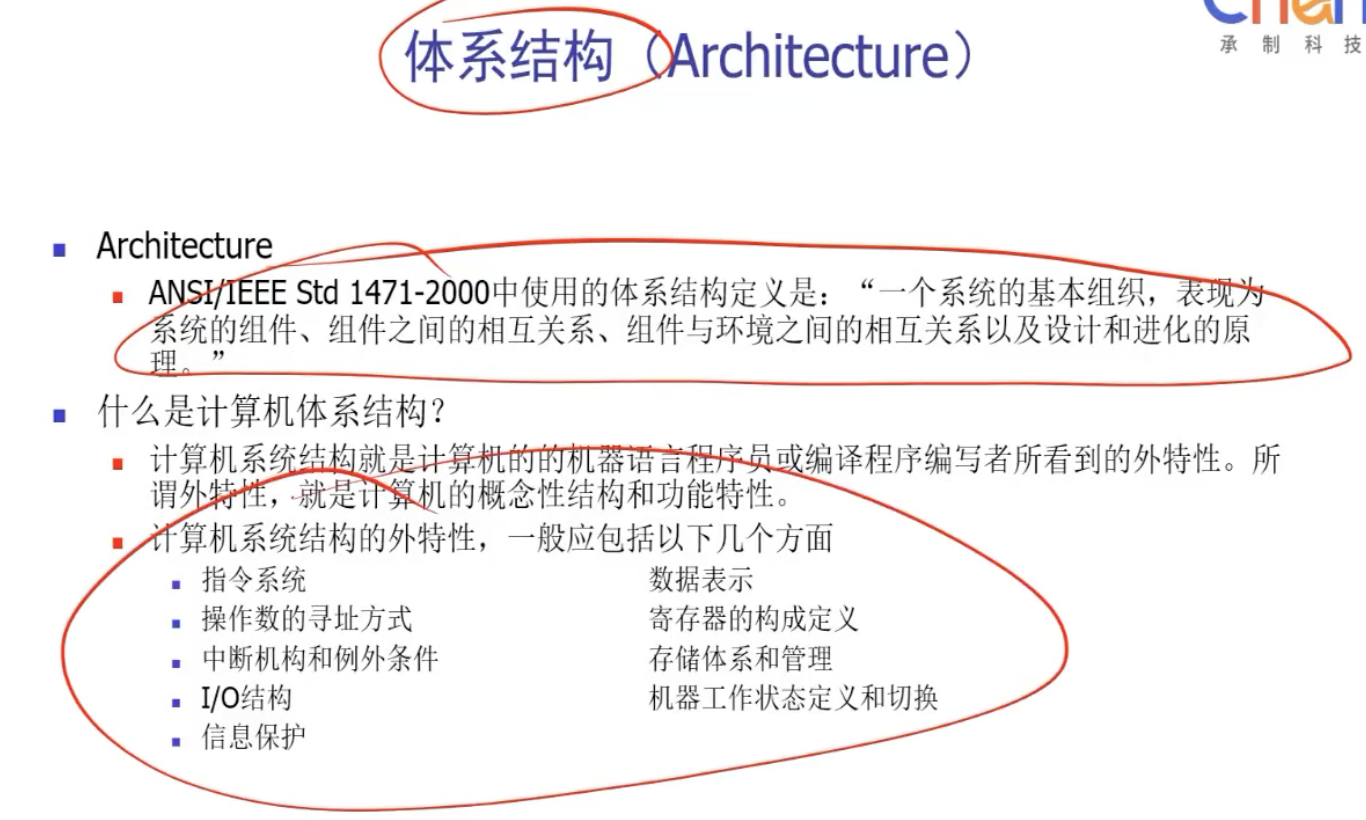 体系结构（Architecture）
承制科技
Architecture
ANSI/IEEE Std 1471-2000中使用的体系结构定义是：“一个系统的基本组织，表现为
系统的组件、组件之间的相互关系、组件与环境之间的相互关系以及设计和进化的原
理。”
什么是计算机体系结构？
计算机系统结构就是计算机的的机器语言程序员或编译程序编写者所看到的外特性。所
谓外特性，就是计算机的概念性结构和功能特性。
计算机系统结构的外特性，一般应包括以下几个方面
指令系统 数据表示
操作数的寻址方式 寄存器的构成定义
中断机构和例外条件 存储体系和管理
I/O结构 机器工作状态定义和切换
信息保护